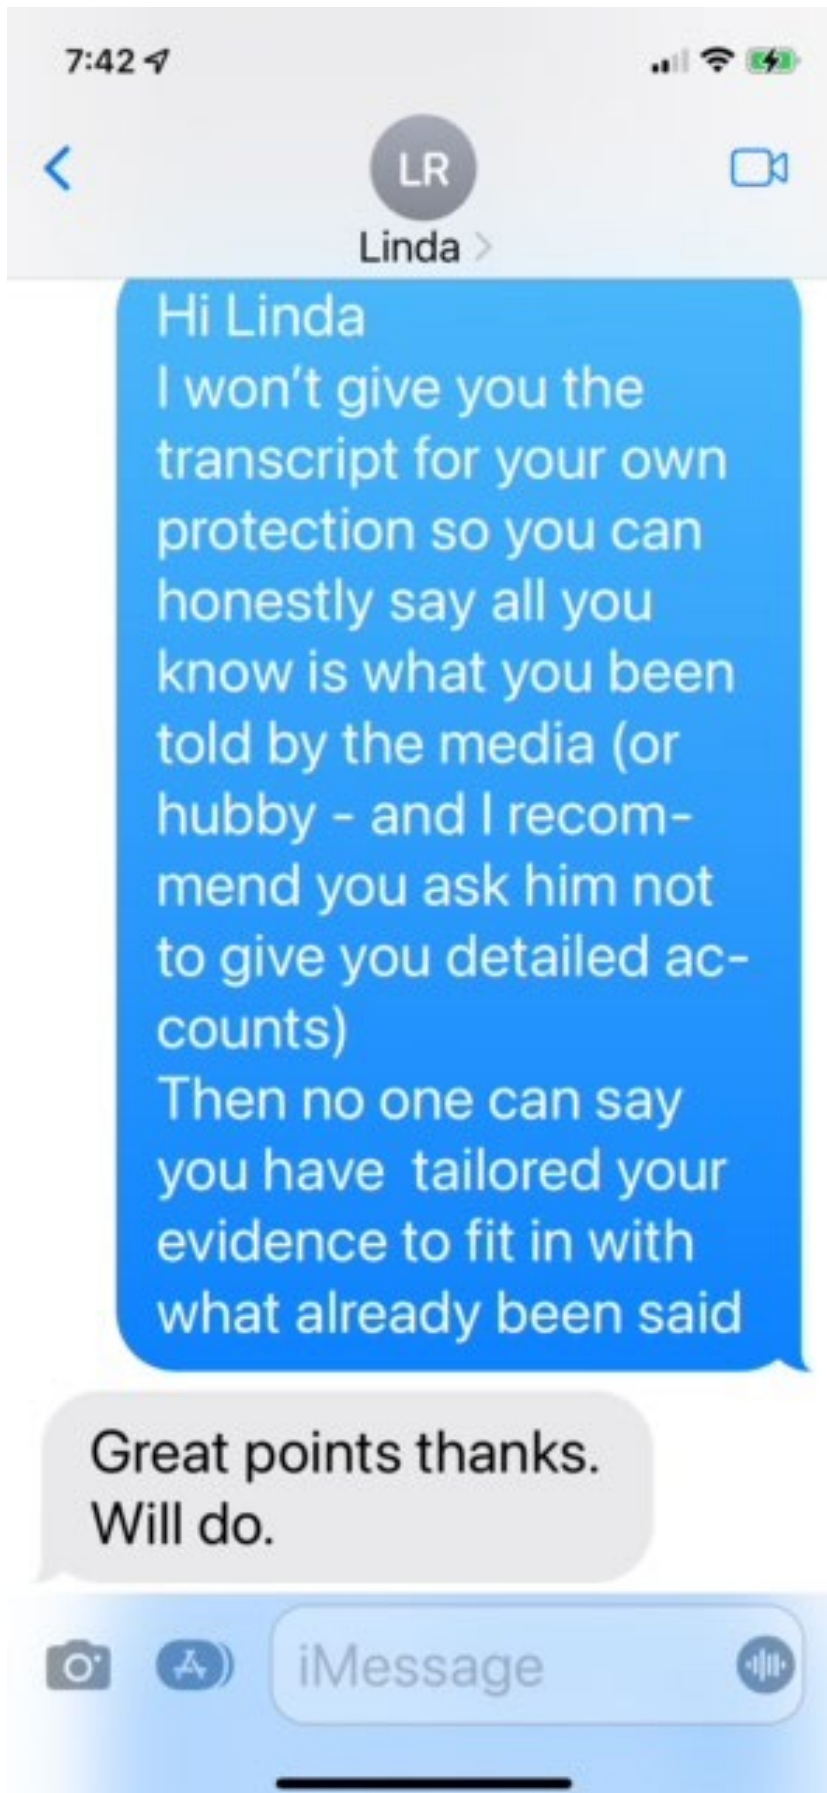 7:42
LR
Linda
Hi Linda
I won't give you the
transcript for your own
protection so you can
honestly say all you
know is what you been
told by the media (or
hubby - and I recom-
mend you ask him not
to give you detailed ac-
counts)
Then no one can say
you have  tailored your
evidence to fit in with
what already been said
Great points thanks.
Will do.
iMessage